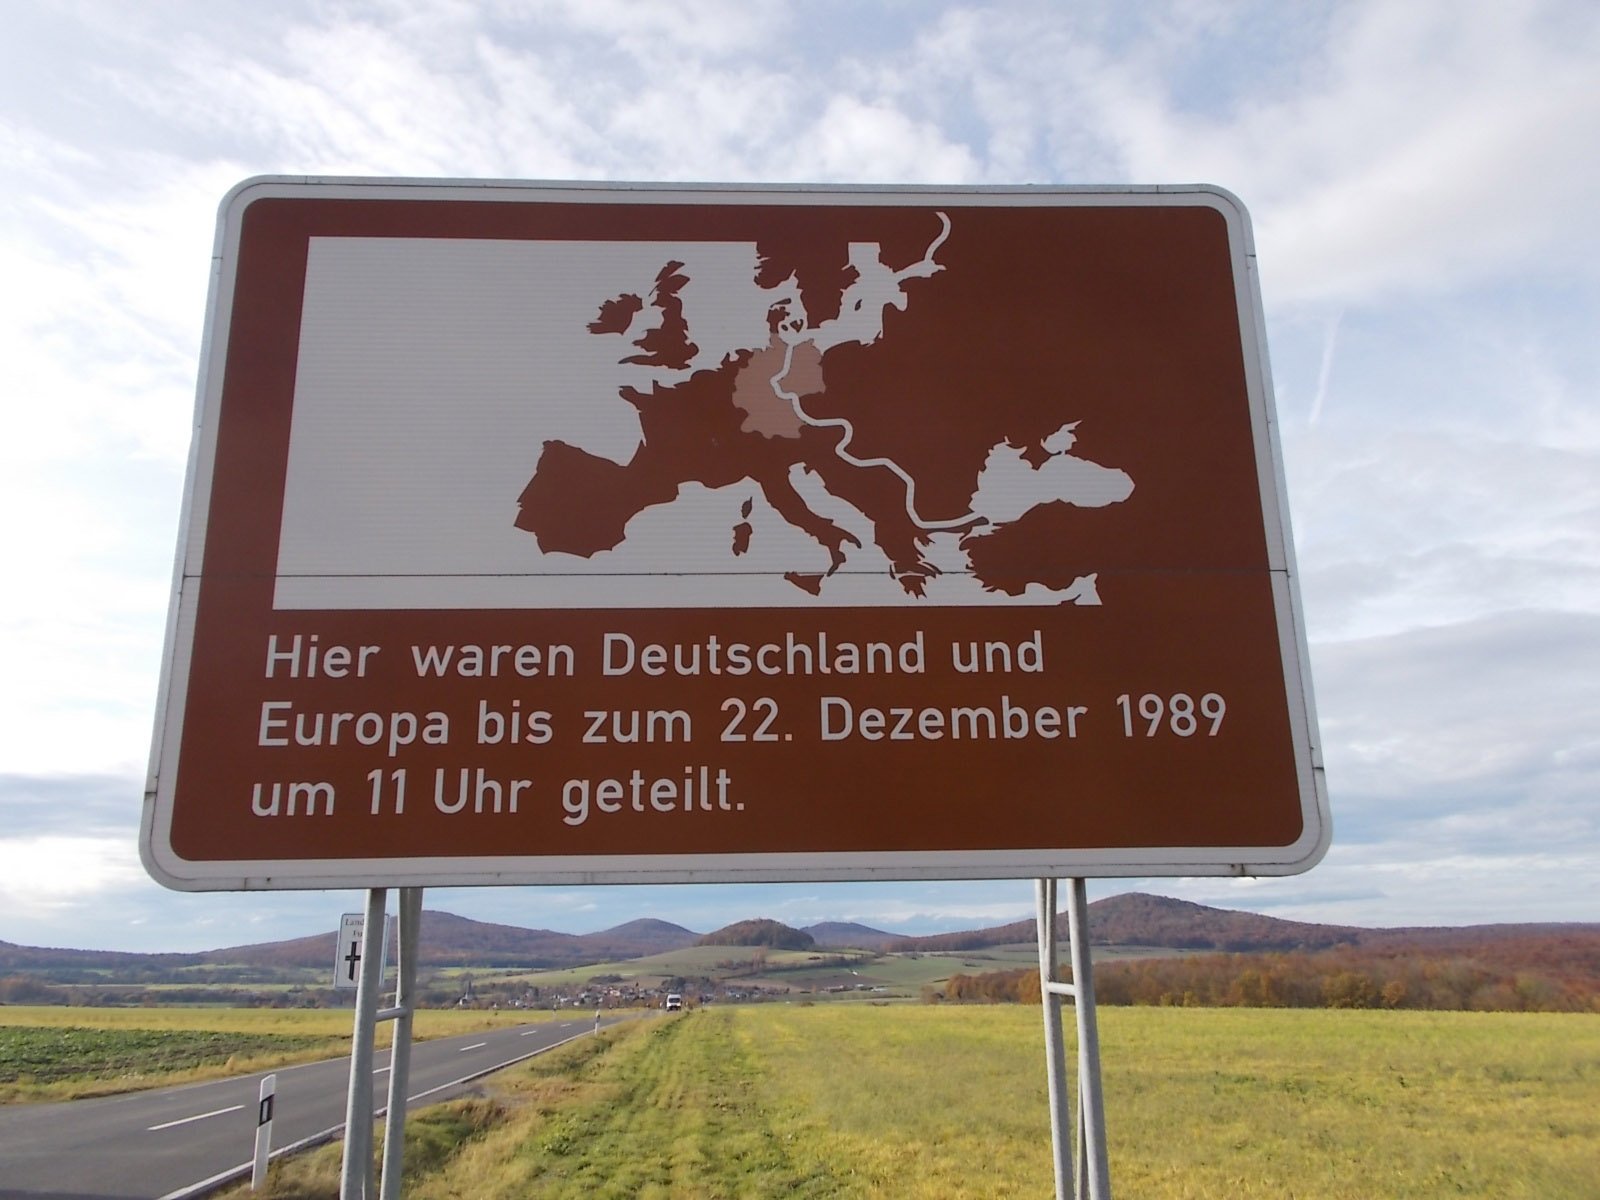 Hier waren Deutschland und
Europa bis zum 22. Dezember 1989
um 11 Uhr geteilt.